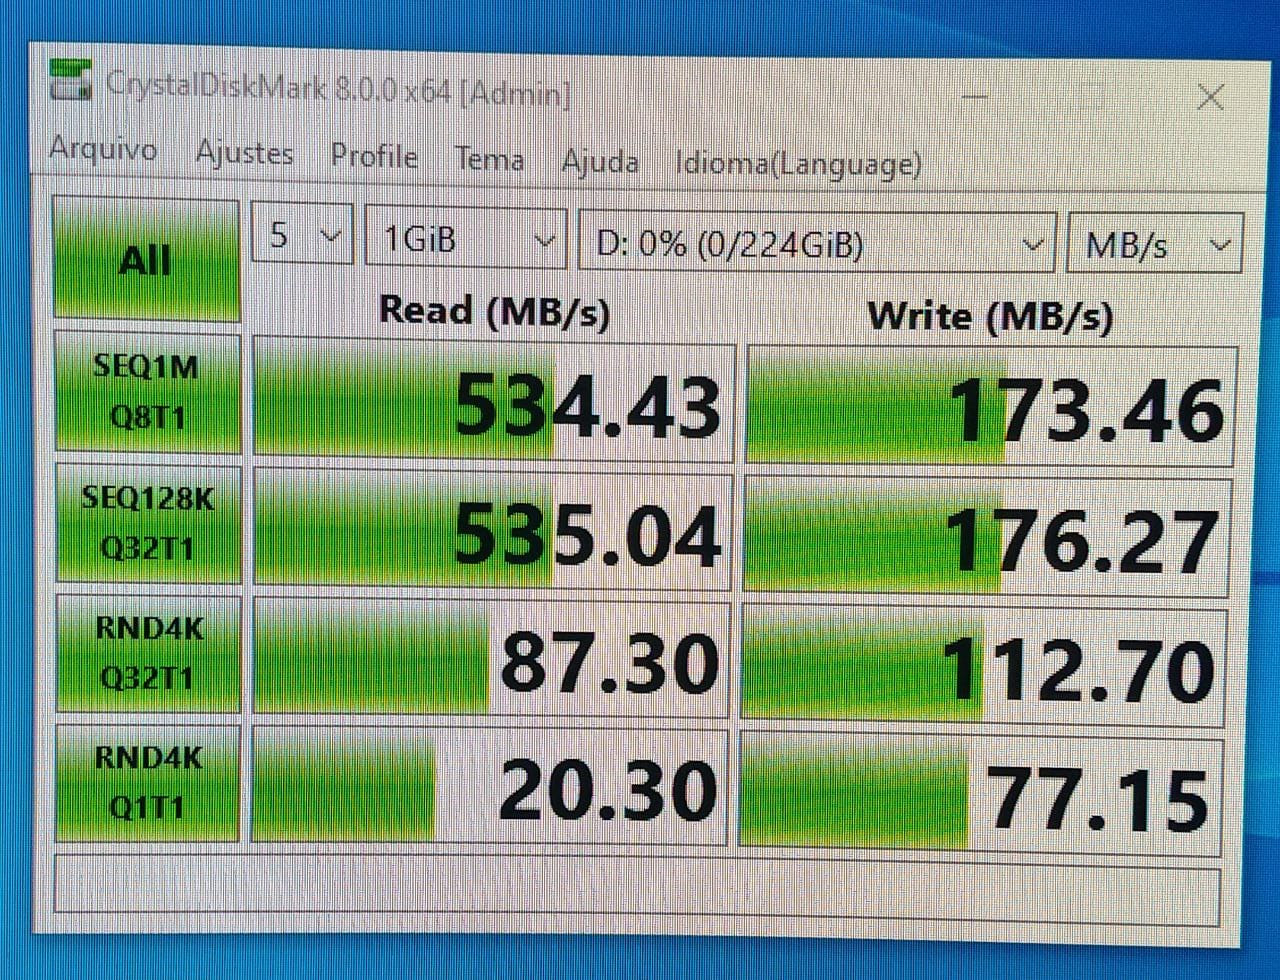 CrystalDiskMark 8.0.0 x64 [Admin]
Arquivo Ajustes Profile Tema Ajuda Idioma(Language)
All 5 1GiB D: 0% (0/224GiB) MB/s
Read (MB/s) Write (MB/s)
SEQ1M
Q8T1
534.43 173.46
SEQ128K
Q32T1
535.04 176.27
RND4K
Q32T1
87.30 112.70
RND4K
Q1T1
20.30 77.15